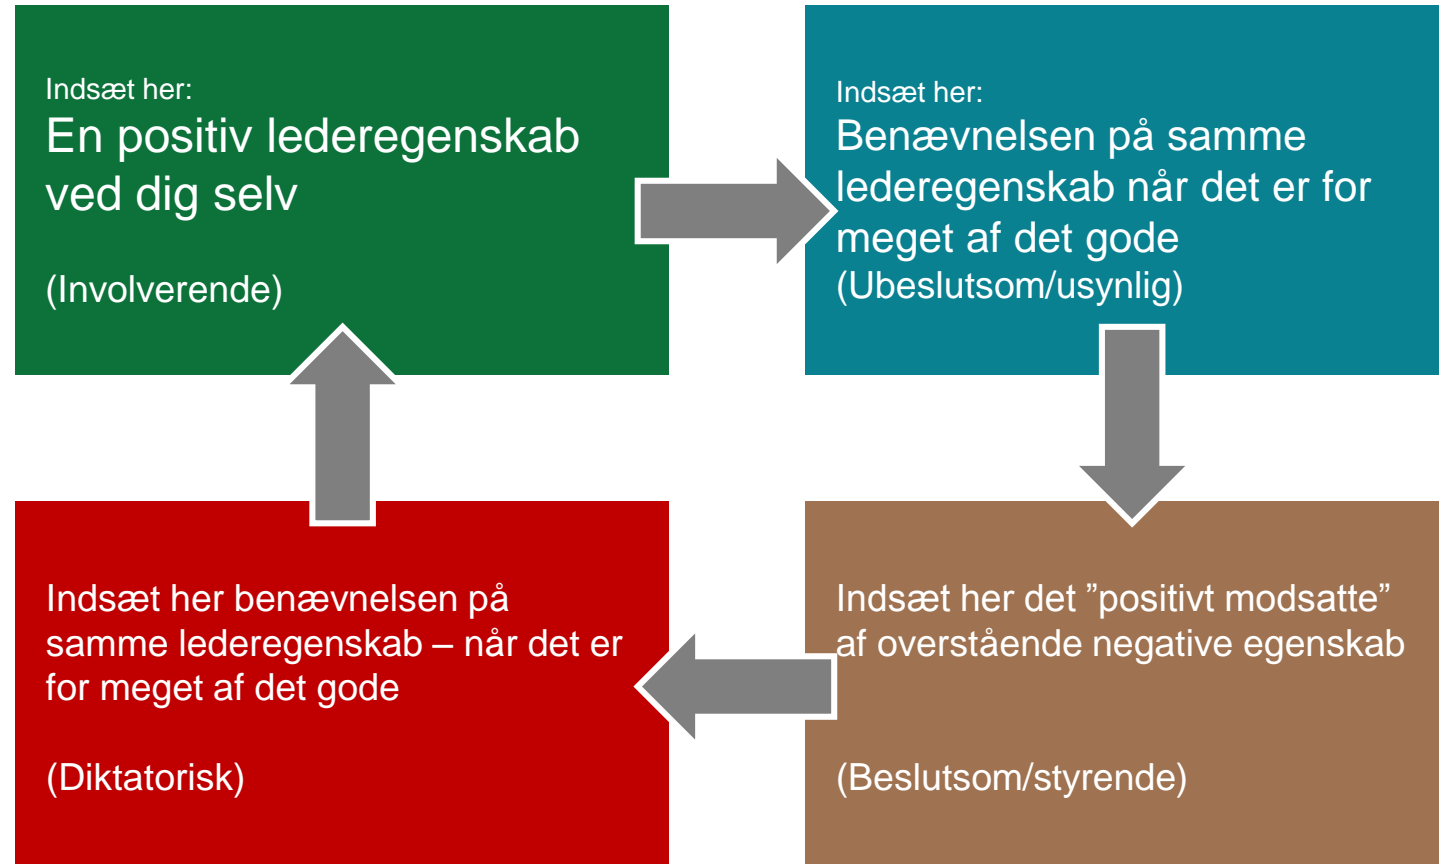 Indsæt her:
En positiv lederegenskab
ved dig selv
(Involverende)
Indsæt her:
Benævnelsen på samme
lederegenskab når det er for
meget af det gode
(Ubeslutsom/usynlig)
Indsæt her benævnelsen på
samme lederegenskab – når det er
for meget af det gode
(Diktatorisk)
Indsæt her det ”positivt modsatte”
af overstående negative egenskab
(Beslutsom/styrende)